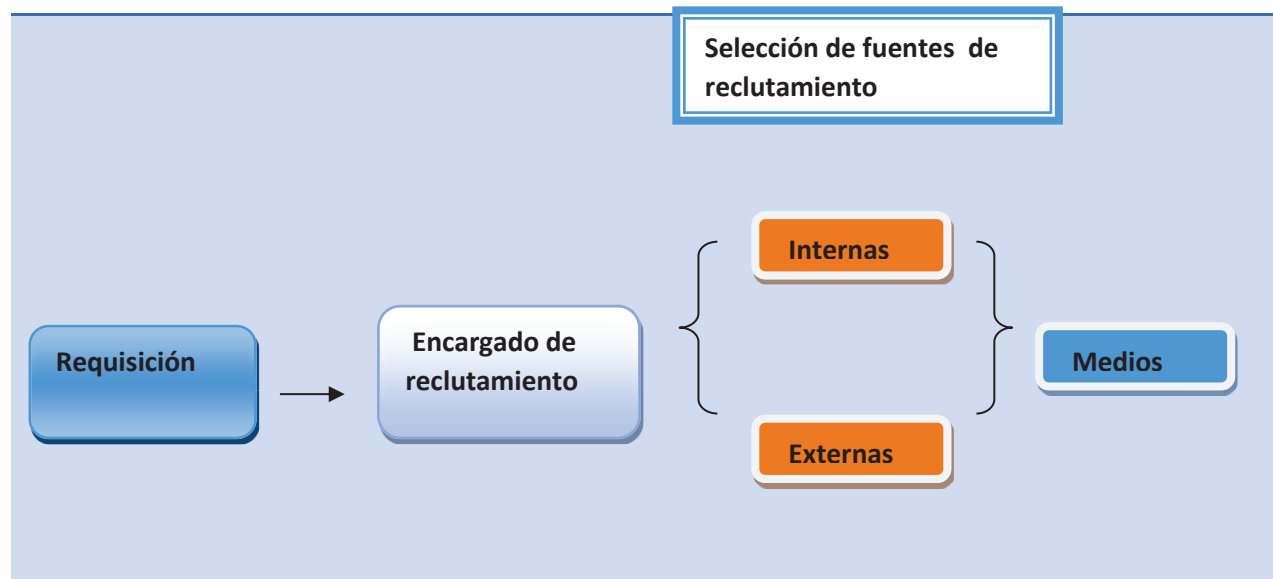 Selección de fuentes de
reclutamiento
Internas
Requisición
Encargado de
reclutamiento
Medios
Externas